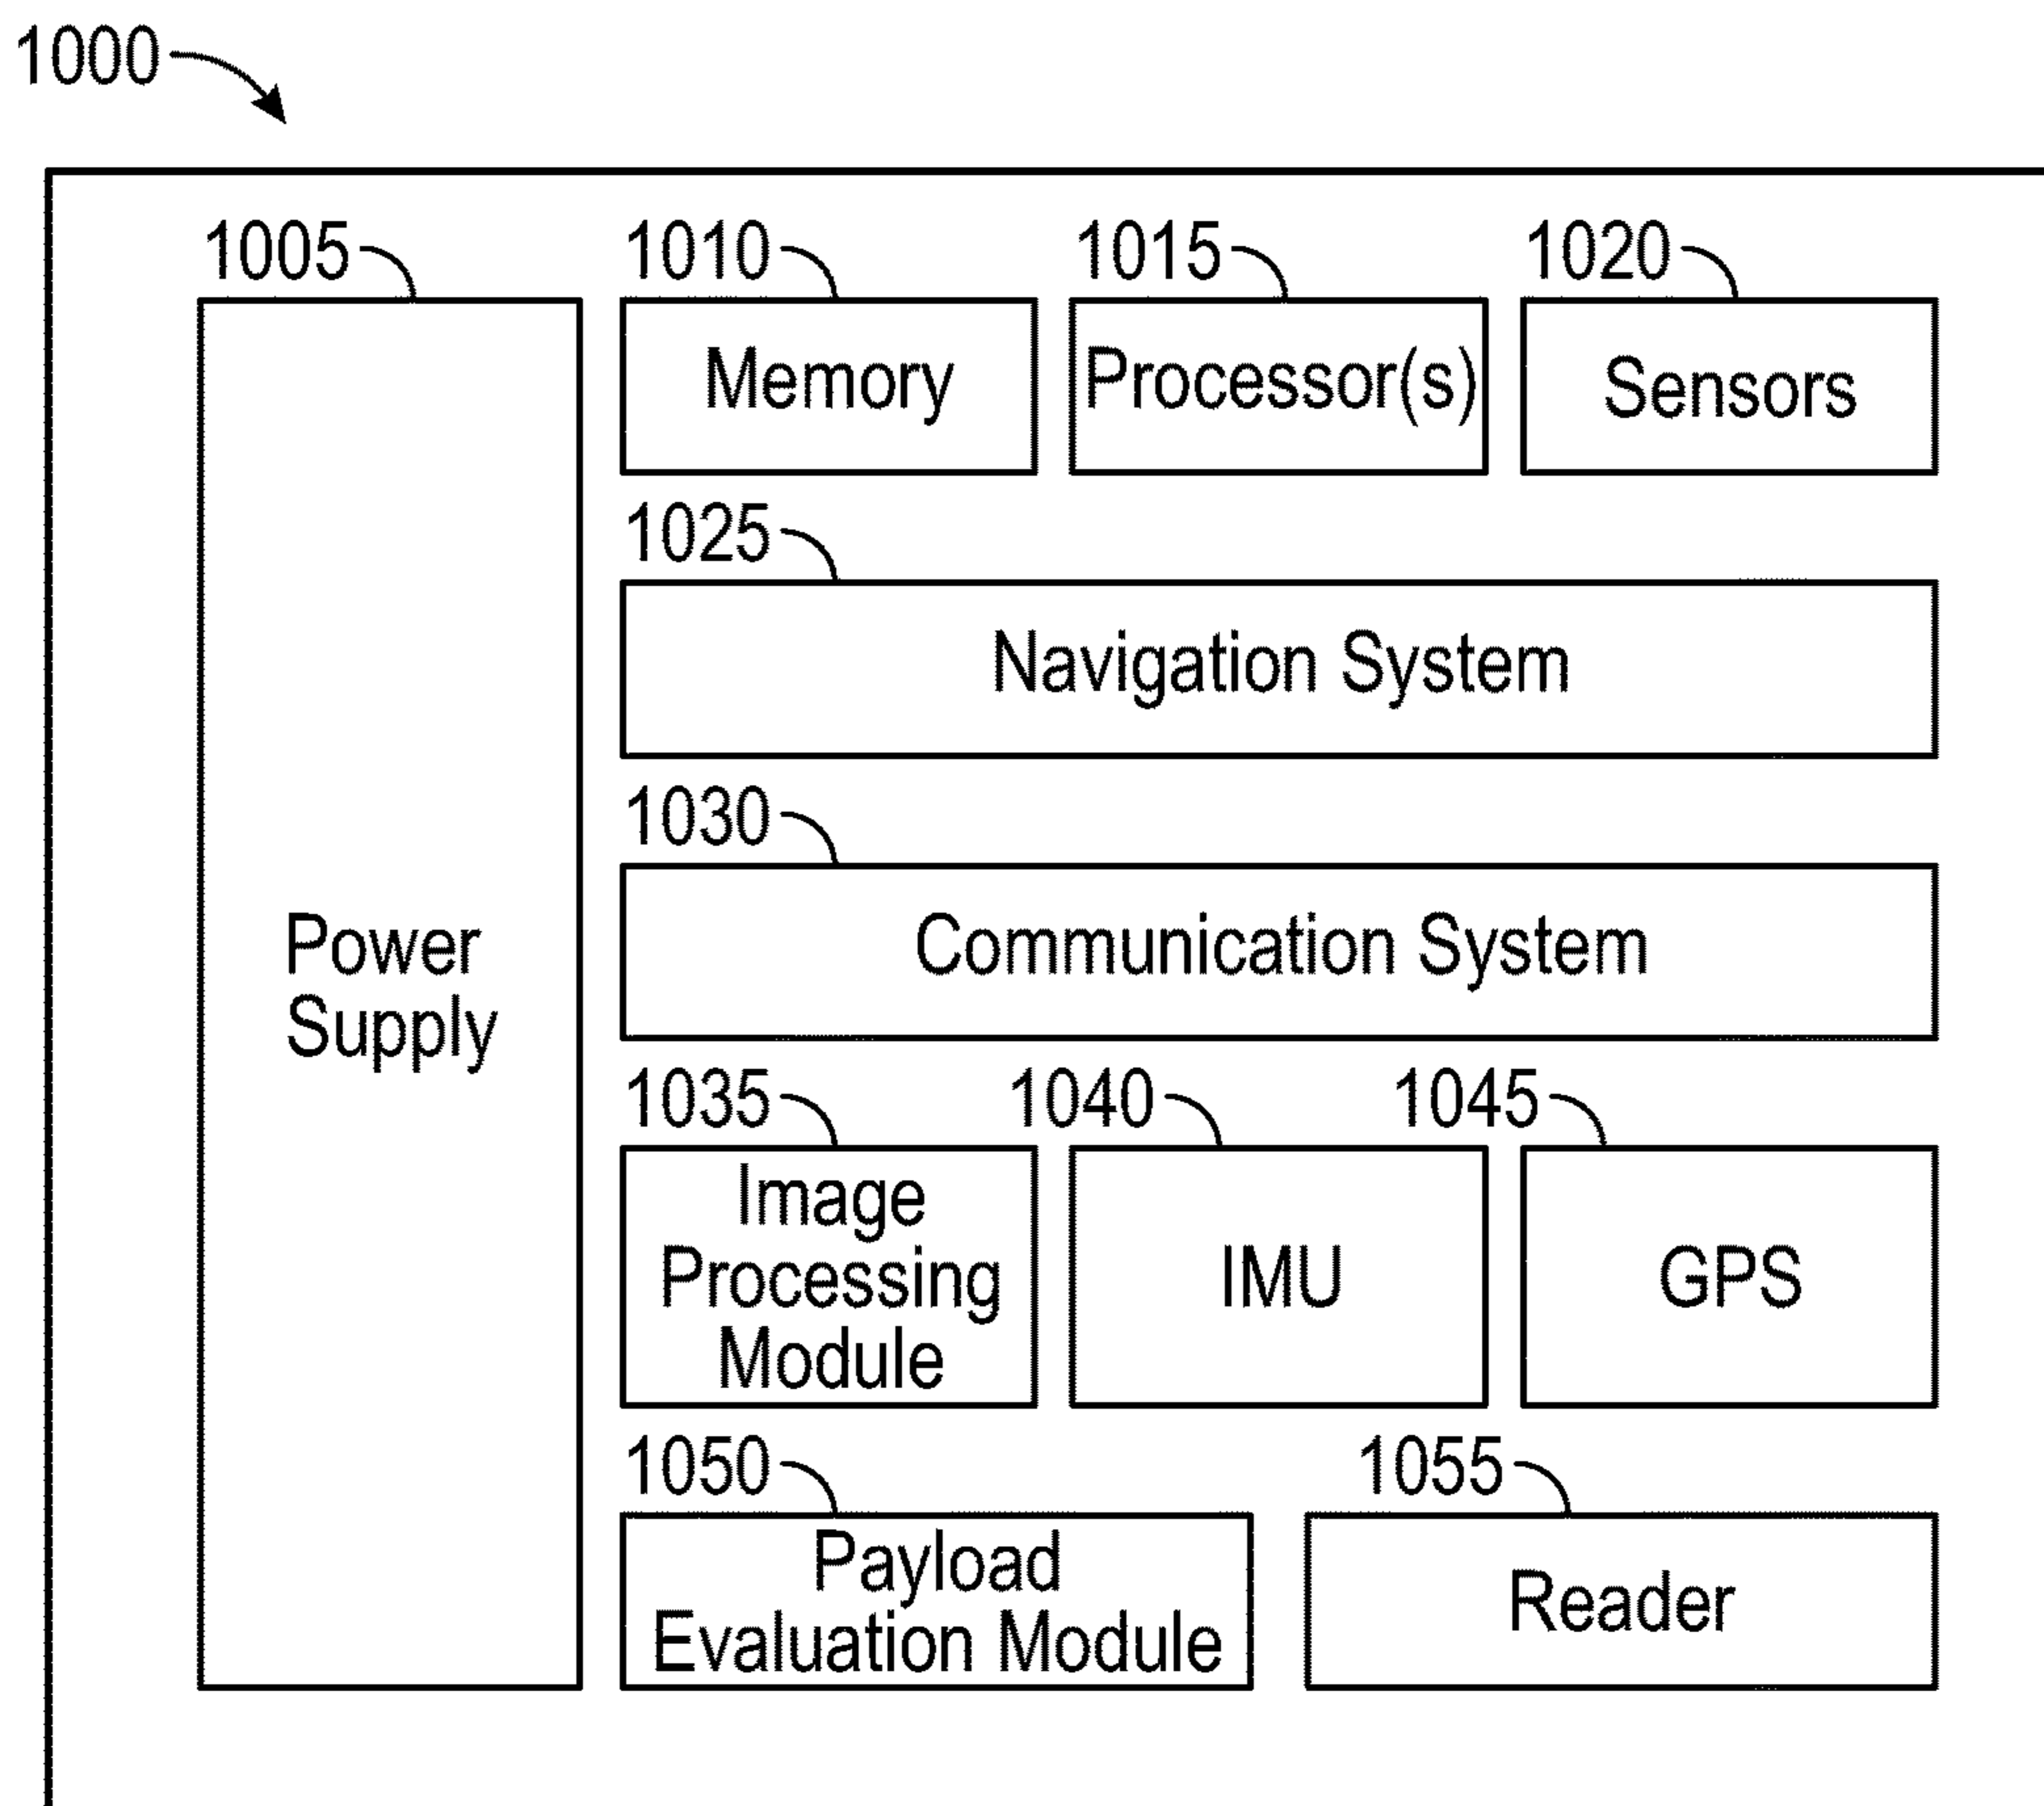 1000
1005
1010
1015
1020
Memory
Processor(s)
Sensors
1025
Navigation System
1030
Communication System
Power
Supply
1035
1040
1045
Image
Processing
Module
IMU
GPS
1050
1055
Payload
Evaluation Module
Reader